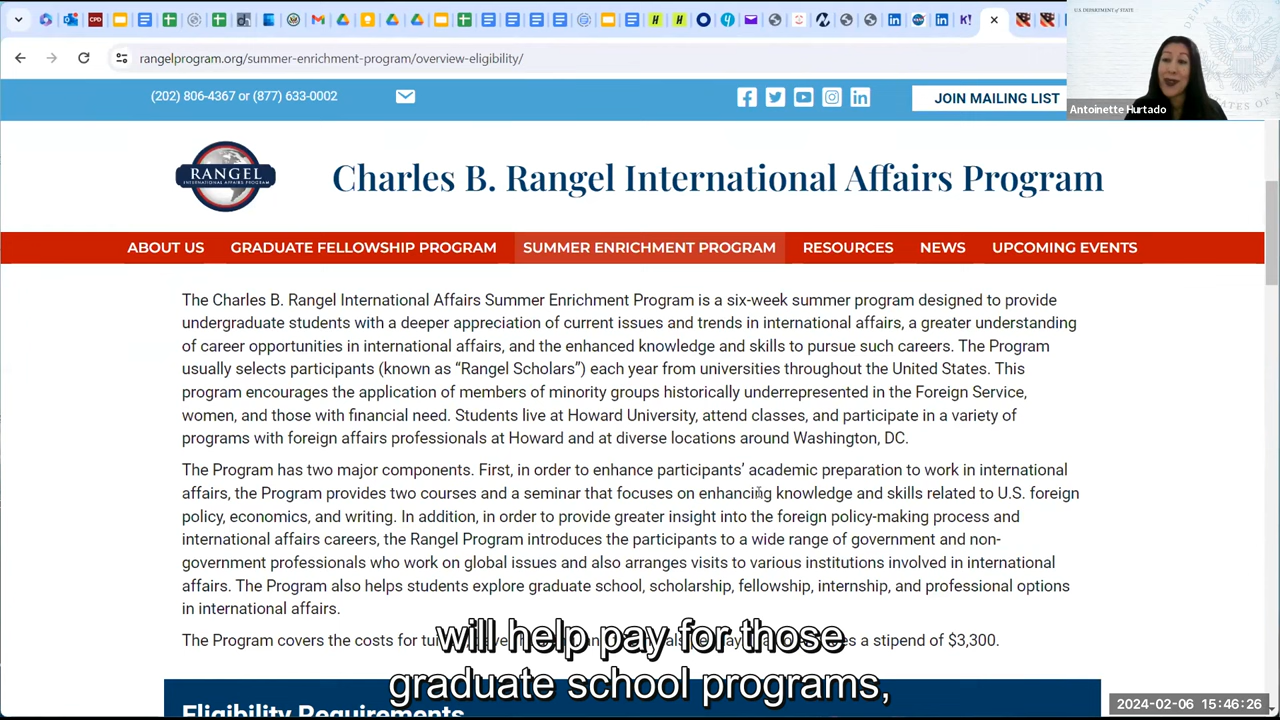 U.S. DEPARTMENT OF STATE
rangelprogram.org/summer-enrichment-program/overview-eligibility/
Antoinette Hurtado
(202) 806-4367 or (877) 633-0002
JOIN MAILING LIST
RANGEL
INTERNATIONAL AFFAIRS PROGRAM
Charles B. Rangel International Affairs Program
ABOUT US GRADUATE FELLOWSHIP PROGRAM SUMMER ENRICHMENT PROGRAM RESOURCES NEWS UPCOMING EVENTS
The Charles B. Rangel International Affairs Summer Enrichment Program is a six-week summer program designed to provide
undergraduate students with a deeper appreciation of current issues and trends in international affairs, a greater understanding
of career opportunities in international affairs, and the enhanced knowledge and skills to pursue such careers. The Program
usually selects participants (known as “Rangel Scholars”) each year from universities throughout the United States. This
program encourages the application of members of minority groups historically underrepresented in the Foreign Service,
women, and those with financial need. Students live at Howard University, attend classes, and participate in a variety of
programs with foreign affairs professionals at Howard and at diverse locations around Washington, DC.
The Program has two major components. First, in order to enhance participants’ academic preparation to work in international
affairs, the Program provides two courses and a seminar that focuses on enhancing knowledge and skills related to U.S. foreign
policy, economics, and writing. In addition, in order to provide greater insight into the foreign policy-making process and
international affairs careers, the Rangel Program introduces the participants to a wide range of government and non-
government professionals who work on global issues and also arranges visits to various institutions involved in international
affairs. The Program also helps students explore graduate school, scholarship, fellowship, internship, and professional options
in international affairs.
The Program covers the costs for a stipend of $3,300.
will help pay for those
graduate school programs,
Eligibility Requirements
2024-02-06 15:46:26